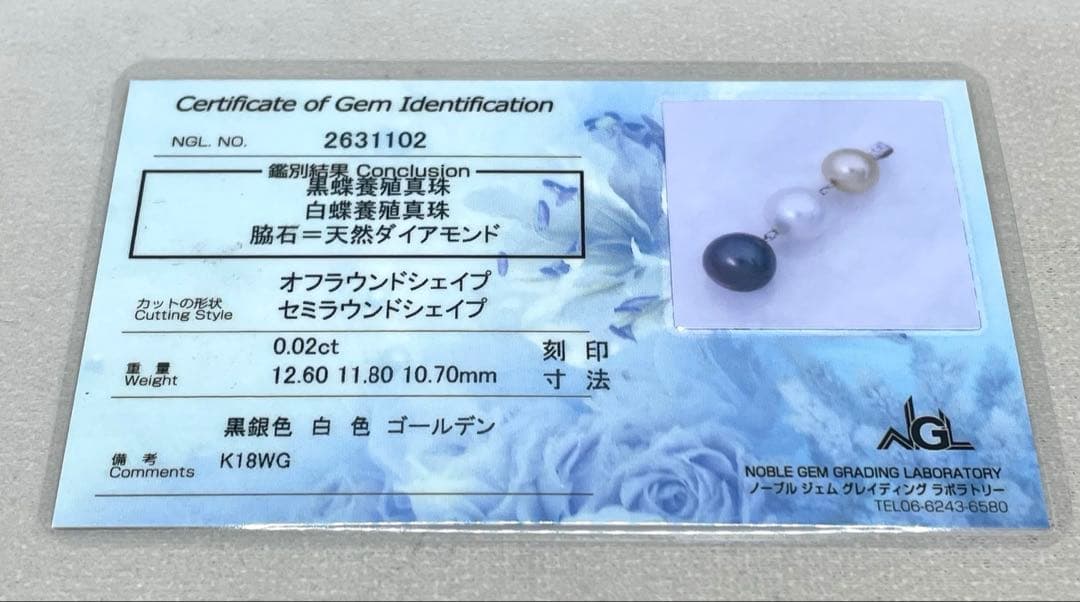 Certificate of Gem Identification
NGL. NO. 2631102
鑑別結果 Conclusion
黒蝶養殖真珠
白蝶養殖真珠
脇石＝天然ダイアモンド
オフラウンドシェイプ
カットの形状
Cutting Style
セミラウンドシェイプ
0.02ct 刻 印
重 量
Weight
12.60 11.80 10.70mm 寸 法
黒銀色 白 色 ゴールデン
備 考
Comments
K18WG
NGL
NOBLE GEM GRADING LABORATORY
ノーブル ジェム グレイディング ラボラトリー
TEL06-6243-6580